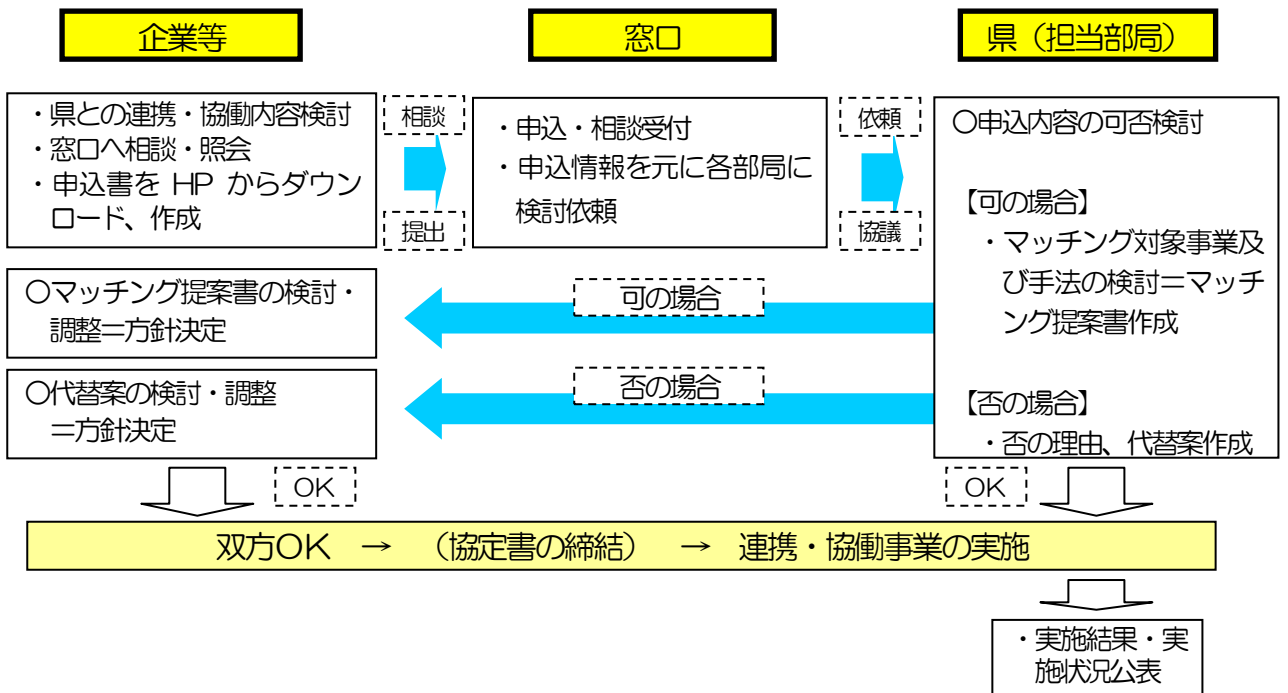 企業等
窓口
県（担当部局）
・県との連携・協働内容検討
・窓口へ相談・照会
・申込書を HP からダウン
ロード、作成
相談
提出
・申込・相談受付
・申込情報を元に各部局に
検討依頼
依頼
協議
〇申込内容の可否検討
【可の場合】
・マッチング対象事業及
び手法の検討＝マッチ
ング提案書作成
【否の場合】
・否の理由、代替案作成
可の場合
〇マッチング提案書の検討・
調整＝方針決定
否の場合
〇代替案の検討・調整
＝方針決定
OK
OK
双方OK → （協定書の締結） → 連携・協働事業の実施
・実施結果・実
施状況公表